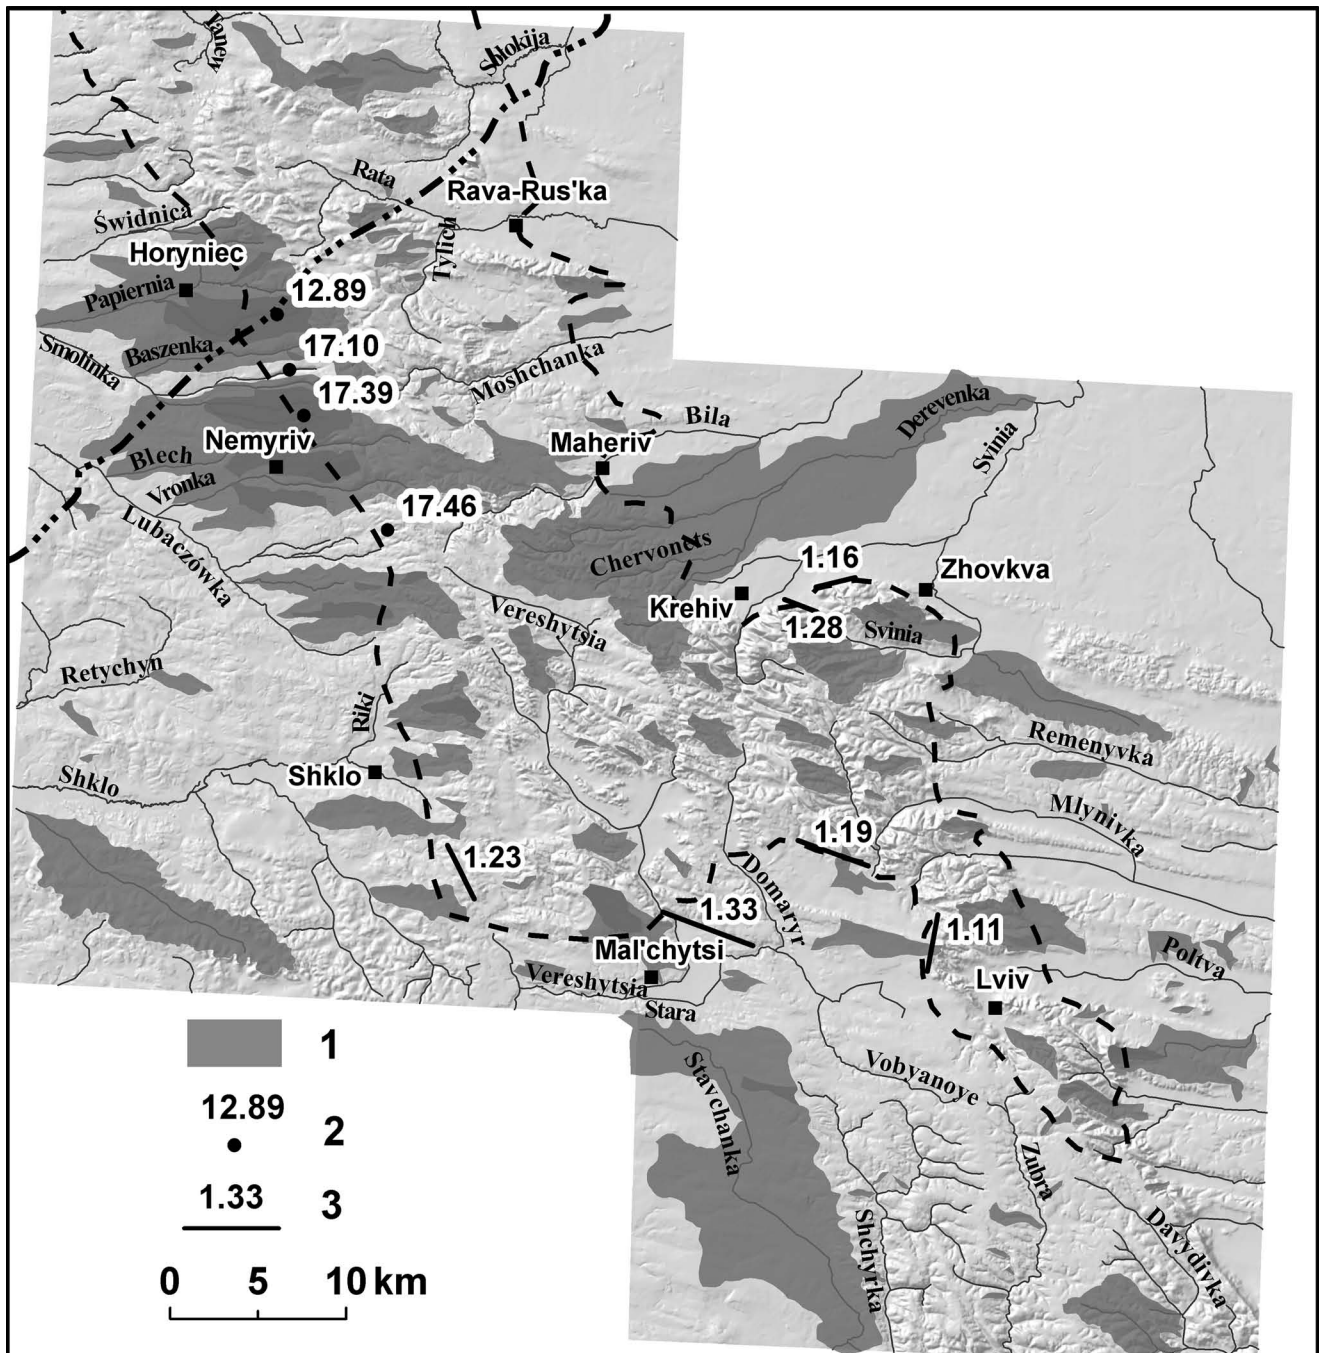 Tanew
Sołokija
Rata
Rava-Rus'ka
Świdnica
Tylich
Horyniec
Papiernia
12.89
Baszenka
17.10
Smolinka
Moshchanka
17.39
Derevenka
Bila
Nemyriv
Maheriv
Svinia
Blech
Vronka
17.46
Lubaczówka
Chervonets
1.16
Zhovkva
Krehiv
Vereshytsia
1.28
Svinia
Retychyn
Riki
Remenyvka
Shklo
Shklo
Młynivka
1.19
1.23
Domaryr
1.33
1.11
Mal'chytsi
Poltva
Vereshytsia
Lviv
Stara
1
Stavchanka
Vobyanoye
12.89
2
Zubra
1.33
3
Shchyrka
Davydivka
0 5 10 km